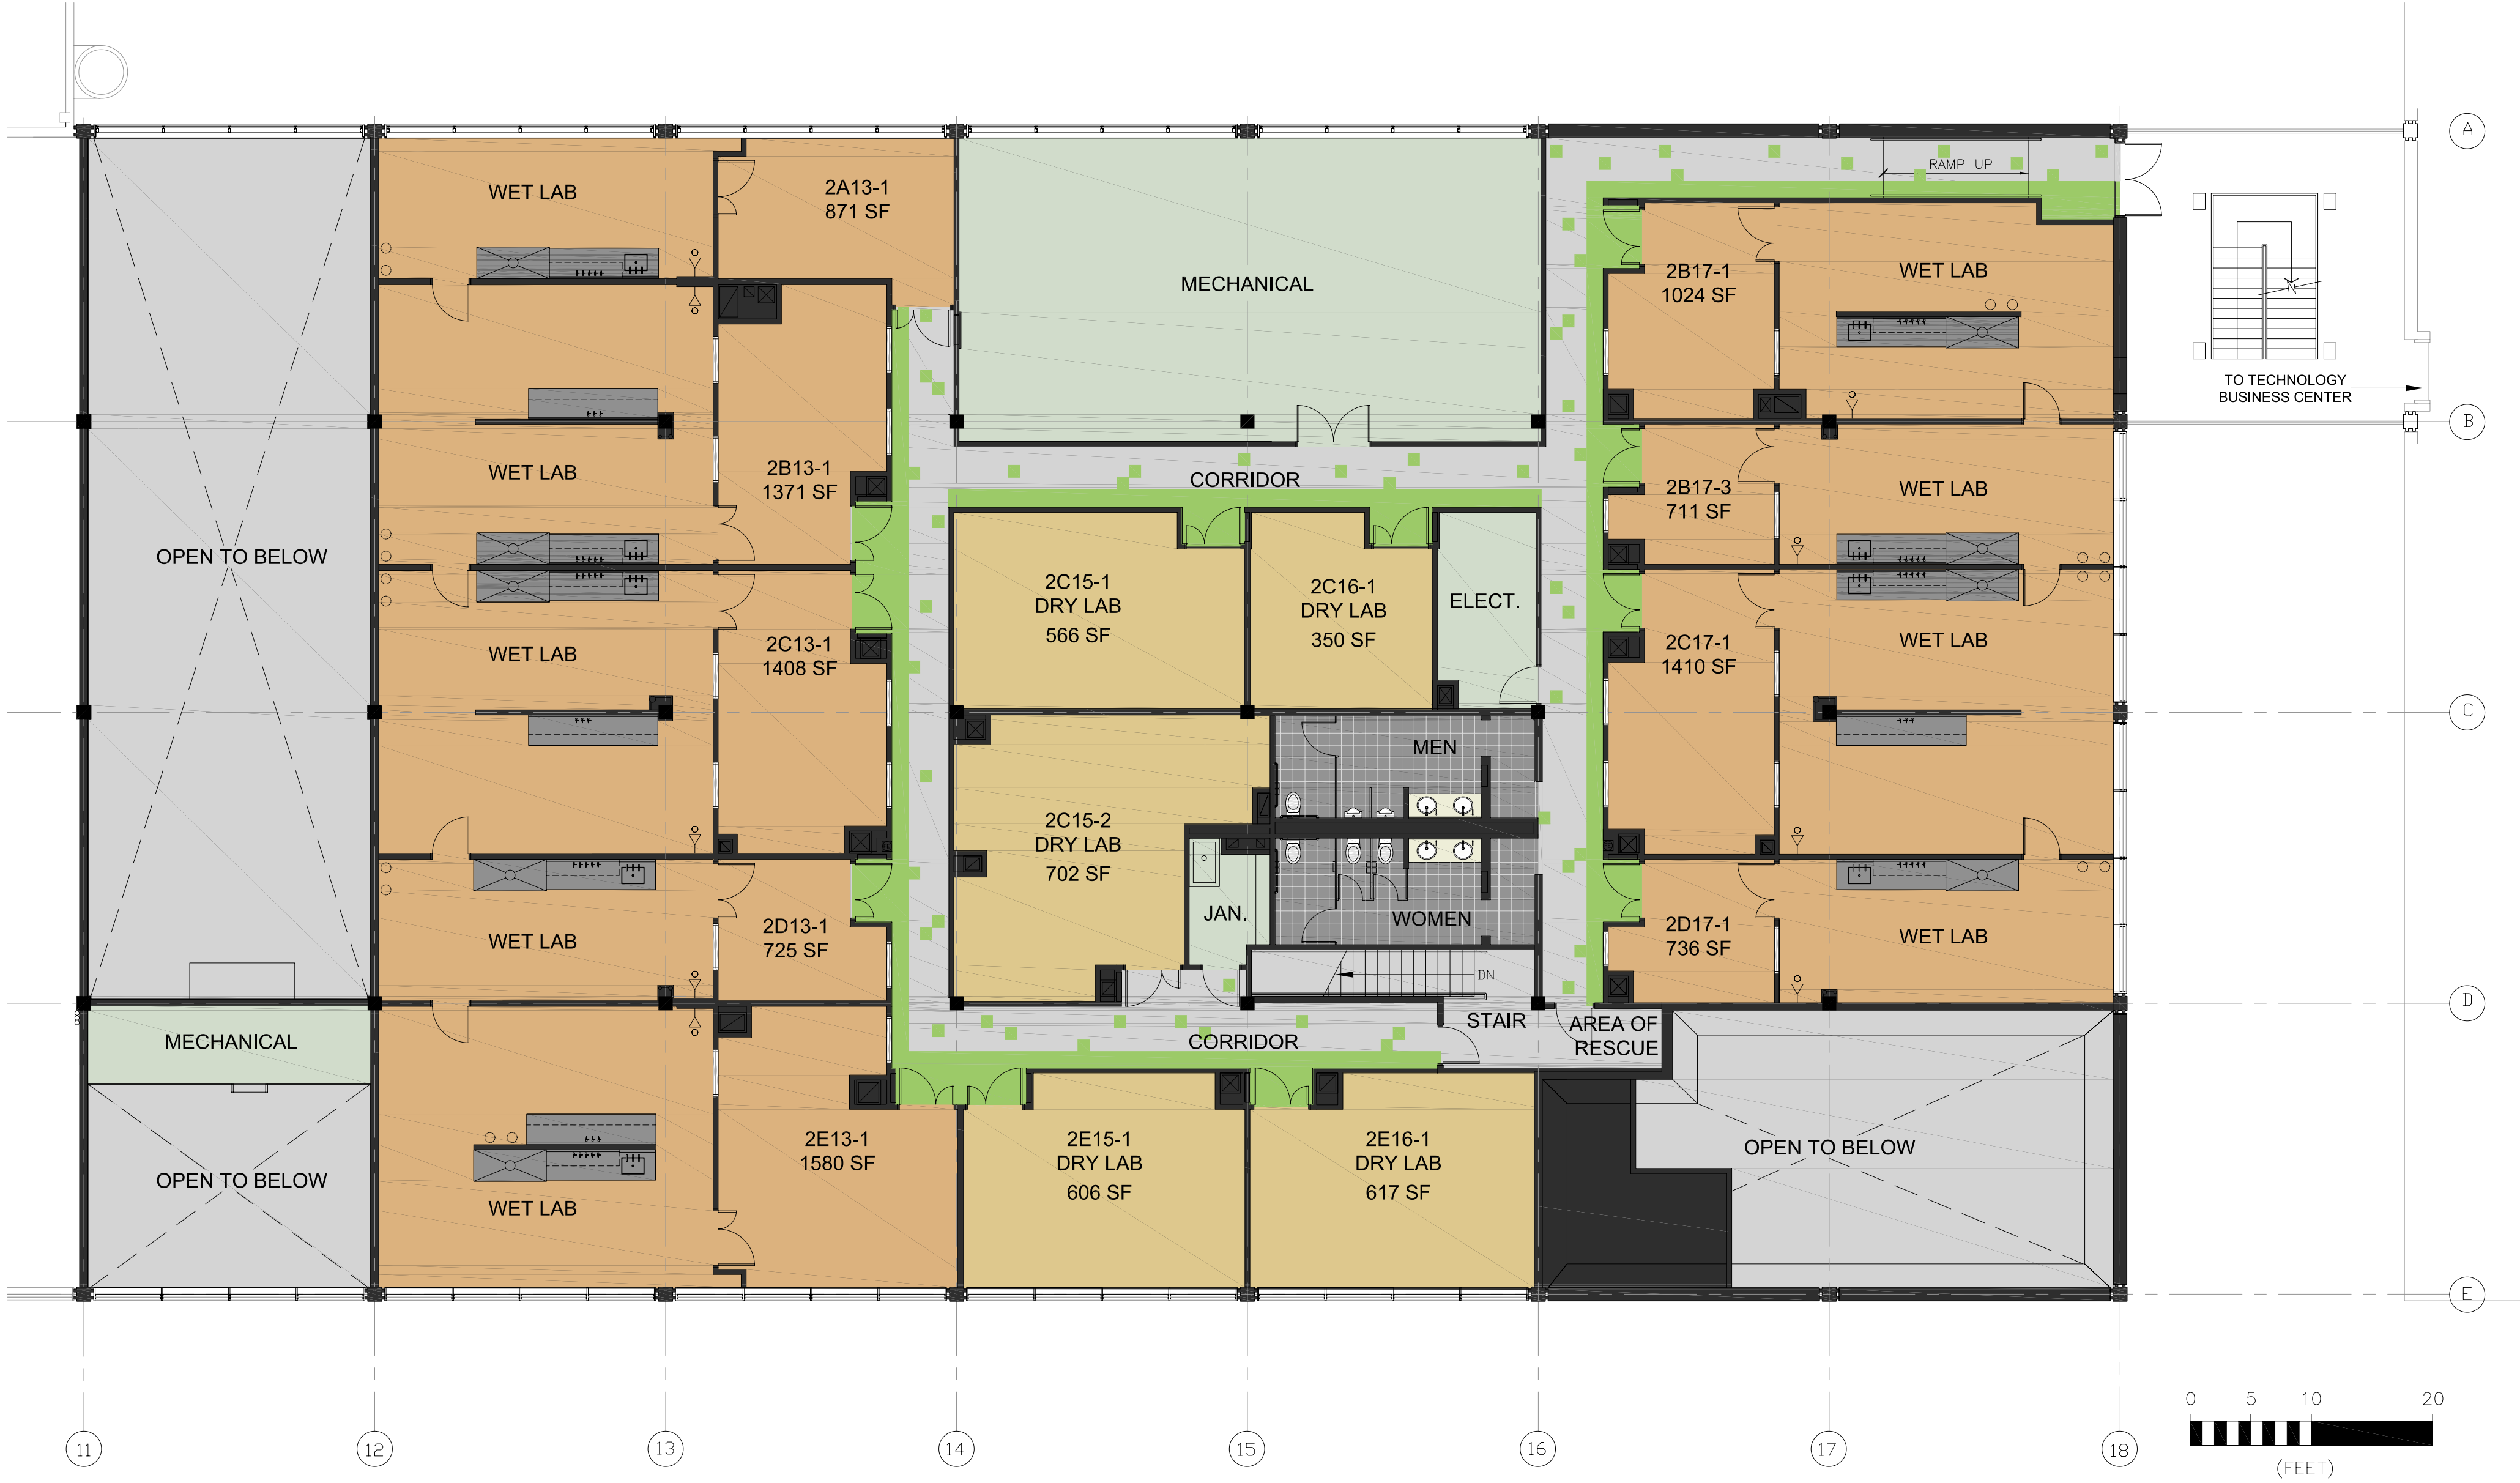 A
RAMP UP
WET LAB
2A13-1
871 SF
MECHANICAL
2B17-1
1024 SF
WET LAB
TO TECHNOLOGY
BUSINESS CENTER
B
WET LAB
2B13-1
1371 SF
CORRIDOR
2B17-3
711 SF
WET LAB
OPEN TO BELOW
2C15-1
DRY LAB
566 SF
2C16-1
DRY LAB
350 SF
ELECT.
WET LAB
2C13-1
1408 SF
2C17-1
1410 SF
WET LAB
C
MEN
2C15-2
DRY LAB
702 SF
JAN.
WOMEN
WET LAB
2D13-1
725 SF
2D17-1
736 SF
WET LAB
DN
D
MECHANICAL
CORRIDOR
STAIR
AREA OF
RESCUE
OPEN TO BELOW
WET LAB
2E13-1
1580 SF
2E15-1
DRY LAB
606 SF
2E16-1
DRY LAB
617 SF
OPEN TO BELOW
E
11
12
13
14
15
16
17
18
0 5 10 20
(FEET)